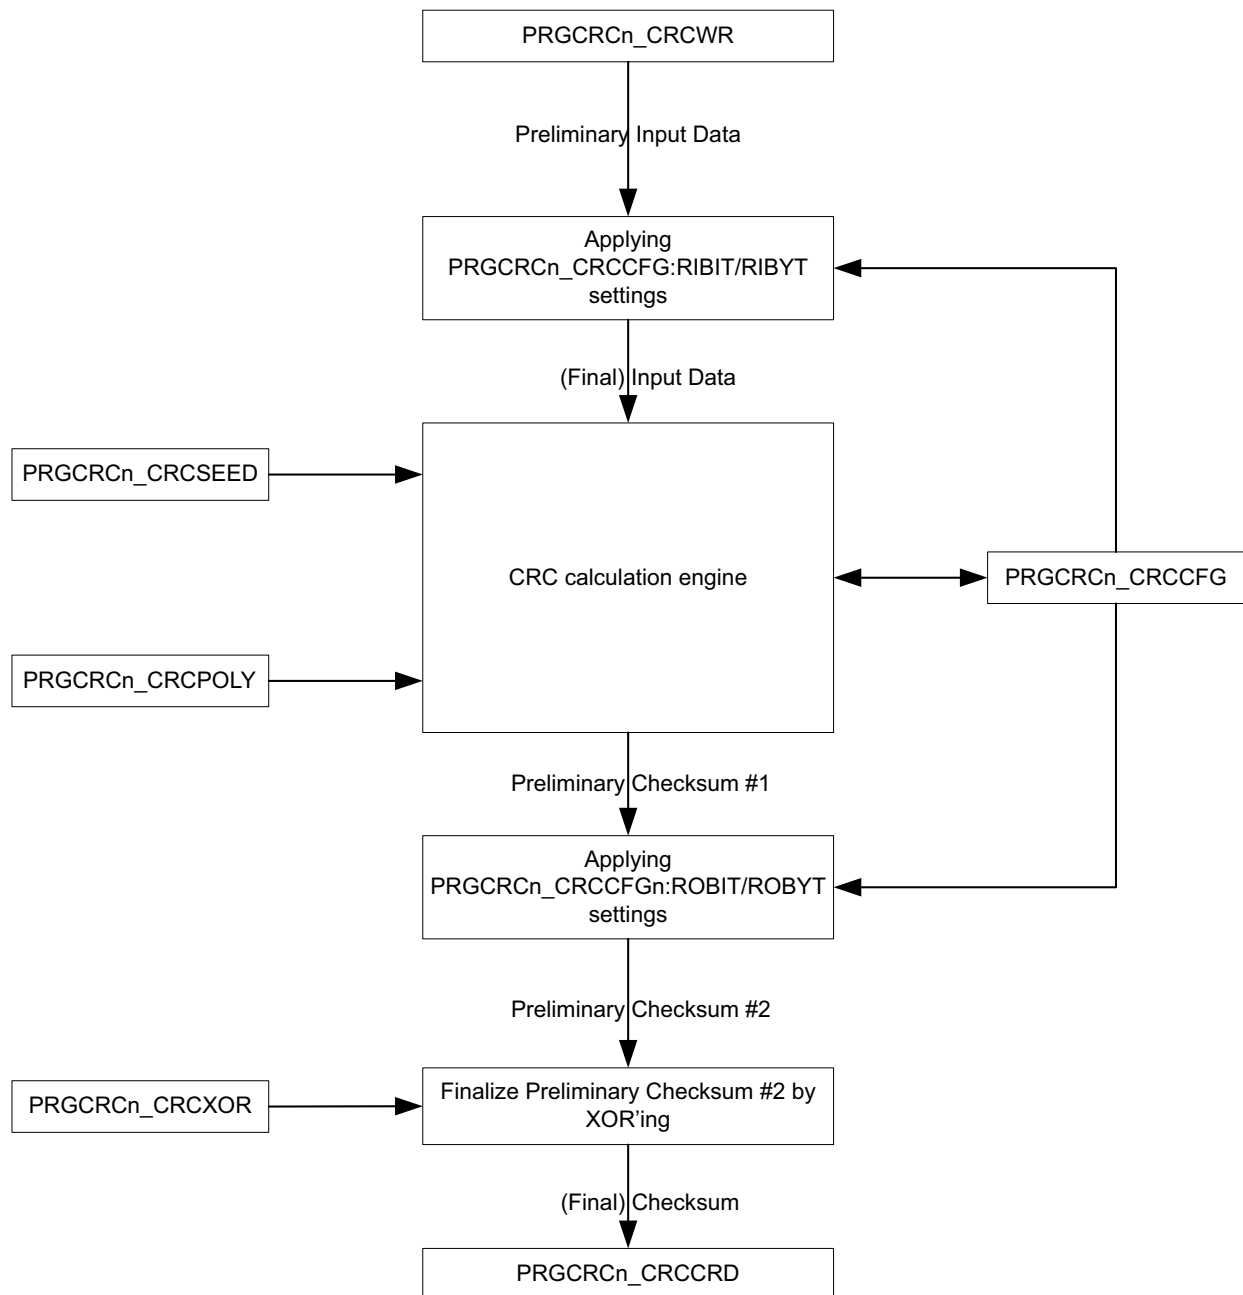 PRGCRCn_CRCWR
Preliminary Input Data
Applying
PRGCRCn_CRCCFG:RIBIT/RIBYT
settings
(Final) Input Data
PRGCRCn_CRCSEED
CRC calculation engine
PRGCRCn_CRCCFG
PRGCRCn_CRCPOLY
Preliminary Checksum #1
Applying
PRGCRCn_CRCCFGn:ROBIT/ROBYT
settings
Preliminary Checksum #2
PRGCRCn_CRCXOR
Finalize Preliminary Checksum #2 by
XOR’ing
(Final) Checksum
PRGCRCn_CRCCRD